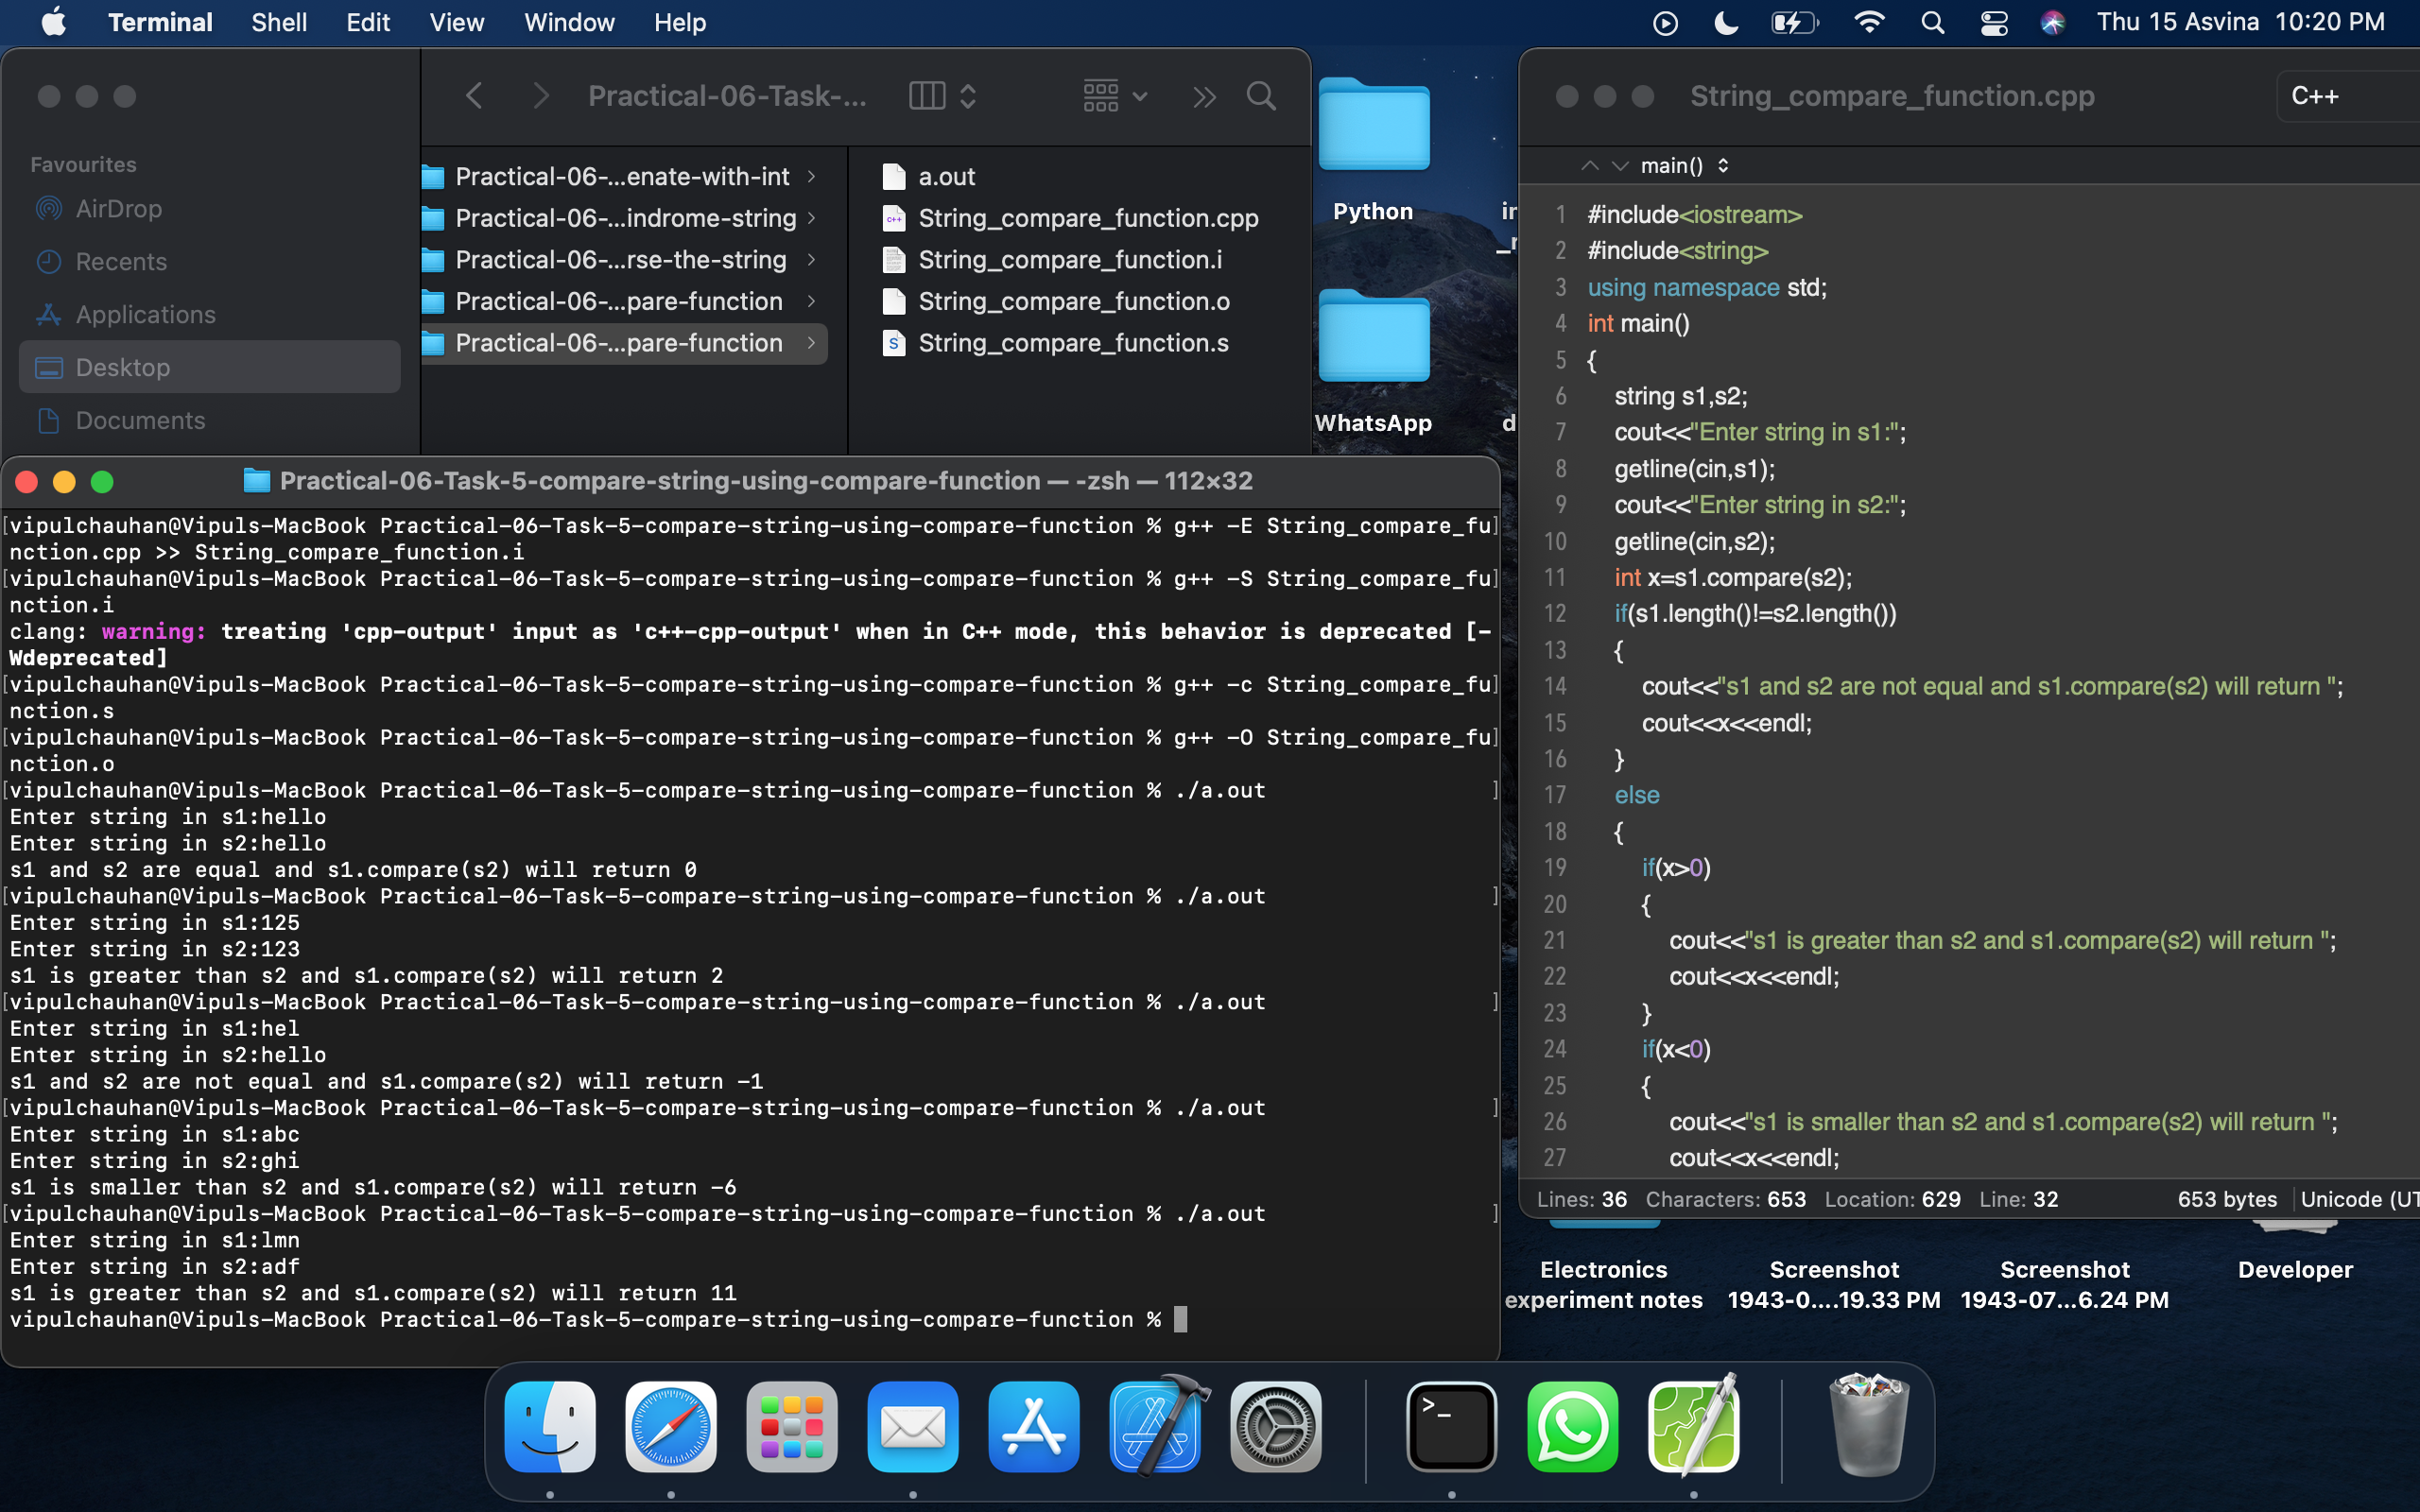 Terminal Shell Edit View Window Help Thu 15 Asvina 10:20 PM
Practical-06-Task-...
Favourites
AirDrop
Recents
Applications
Desktop
Documents
Practical-06-...enate-with-int
Practical-06-...indrome-string
Practical-06-...rse-the-string
Practical-06-...pare-function
Practical-06-...pare-function
a.out
String_compare_function.cpp
String_compare_function.i
String_compare_function.o
String_compare_function.s
Python
WhatsApp
Practical-06-Task-5-compare-string-using-compare-function — -zsh — 112×32
[vipulchauhan@Vipuls-MacBook Practical-06-Task-5-compare-string-using-compare-function % g++ -E String_compare_fu]
nction.cpp >> String_compare_function.i
[vipulchauhan@Vipuls-MacBook Practical-06-Task-5-compare-string-using-compare-function % g++ -S String_compare_fu]
nction.i
clang: warning: treating 'cpp-output' input as 'c++-cpp-output' when in C++ mode, this behavior is deprecated [-
Wdeprecated]
[vipulchauhan@Vipuls-MacBook Practical-06-Task-5-compare-string-using-compare-function % g++ -c String_compare_fu]
nction.s
[vipulchauhan@Vipuls-MacBook Practical-06-Task-5-compare-string-using-compare-function % g++ -O String_compare_fu]
nction.o
[vipulchauhan@Vipuls-MacBook Practical-06-Task-5-compare-string-using-compare-function % ./a.out ]
Enter string in s1:hello
Enter string in s2:hello
s1 and s2 are equal and s1.compare(s2) will return 0
[vipulchauhan@Vipuls-MacBook Practical-06-Task-5-compare-string-using-compare-function % ./a.out ]
Enter string in s1:125
Enter string in s2:123
s1 is greater than s2 and s1.compare(s2) will return 2
[vipulchauhan@Vipuls-MacBook Practical-06-Task-5-compare-string-using-compare-function % ./a.out ]
Enter string in s1:hel
Enter string in s2:hello
s1 and s2 are not equal and s1.compare(s2) will return -1
[vipulchauhan@Vipuls-MacBook Practical-06-Task-5-compare-string-using-compare-function % ./a.out ]
Enter string in s1:abc
Enter string in s2:ghi
s1 is smaller than s2 and s1.compare(s2) will return -6
[vipulchauhan@Vipuls-MacBook Practical-06-Task-5-compare-string-using-compare-function % ./a.out ]
Enter string in s1:lmn
Enter string in s2:adf
s1 is greater than s2 and s1.compare(s2) will return 11
vipulchauhan@Vipuls-MacBook Practical-06-Task-5-compare-string-using-compare-function %
String_compare_function.cpp C++
main()
1 #include<iostream>
2 #include<string>
3 using namespace std;
4 int main()
5 {
6 string s1,s2;
7 cout<<"Enter string in s1:";
8 getline(cin,s1);
9 cout<<"Enter string in s2:";
10 getline(cin,s2);
11 int x=s1.compare(s2);
12 if(s1.length()!=s2.length())
13 {
14 cout<<"s1 and s2 are not equal and s1.compare(s2) will return ";
15 cout<<x<<endl;
16 }
17 else
18 {
19 if(x>0)
20 {
21 cout<<"s1 is greater than s2 and s1.compare(s2) will return ";
22 cout<<x<<endl;
23 }
24 if(x<0)
25 {
26 cout<<"s1 is smaller than s2 and s1.compare(s2) will return ";
27 cout<<x<<endl;
Lines: 36 Characters: 653 Location: 629 Line: 32 653 bytes Unicode (UT
Electronics
experiment notes
Screenshot
1943-0....19.33 PM
Screenshot
1943-07...6.24 PM
Developer